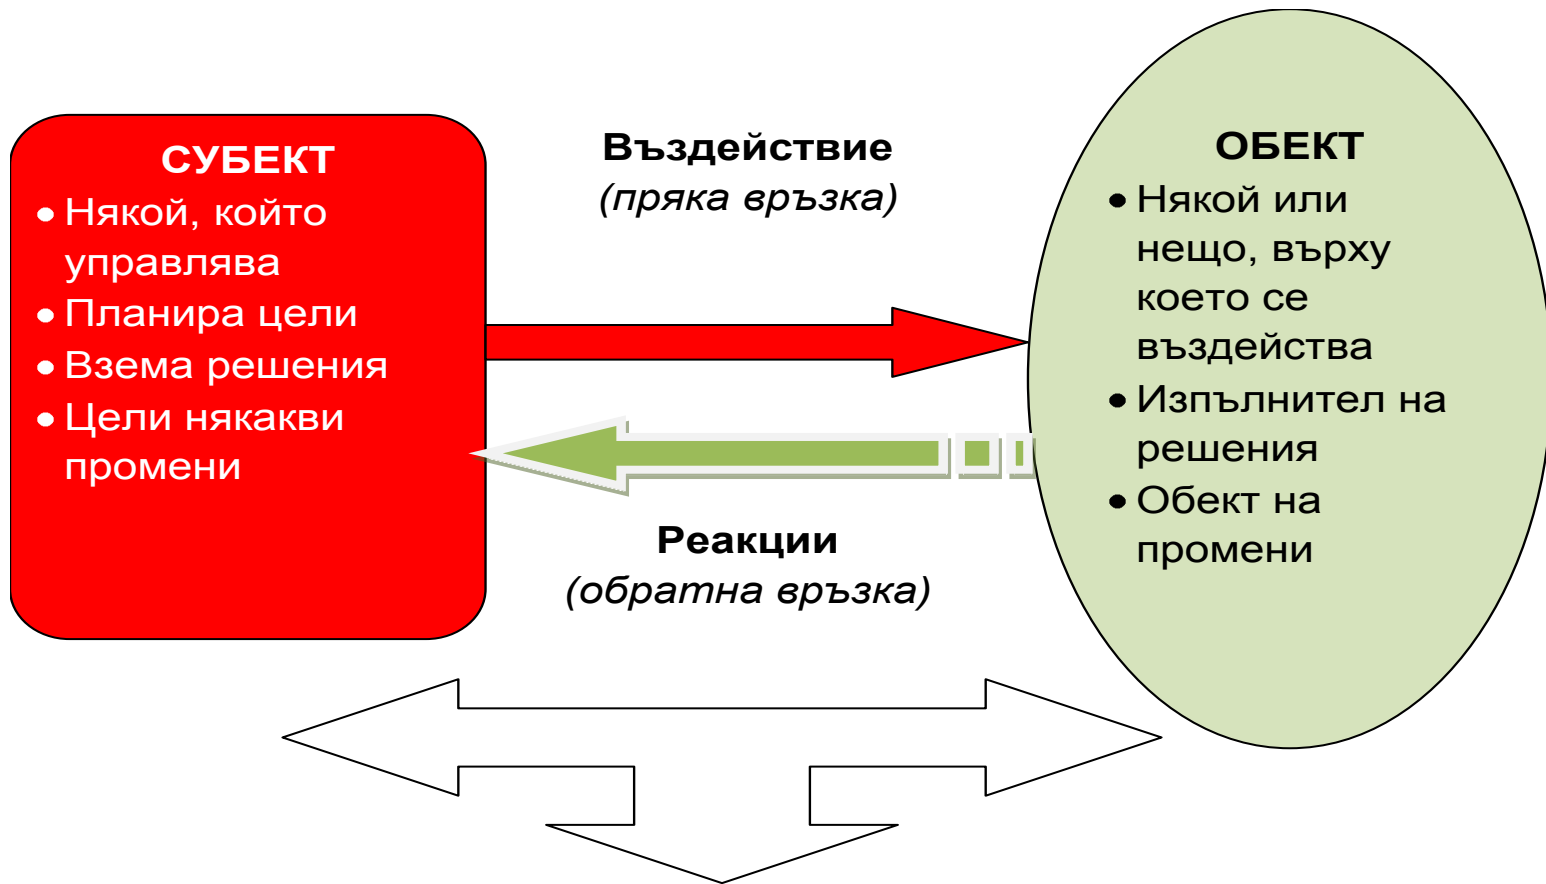 СУБЕКТ
• Някой, който
управлява
• Планира цели
• Взема решения
• Цели някакви
промени
Въздействие
(пряка връзка)
Реакции
(обратна връзка)
ОБЕКТ
• Някой или
нещо, върху
което се
въздейства
• Изпълнител на
решения
• Обект на
промени